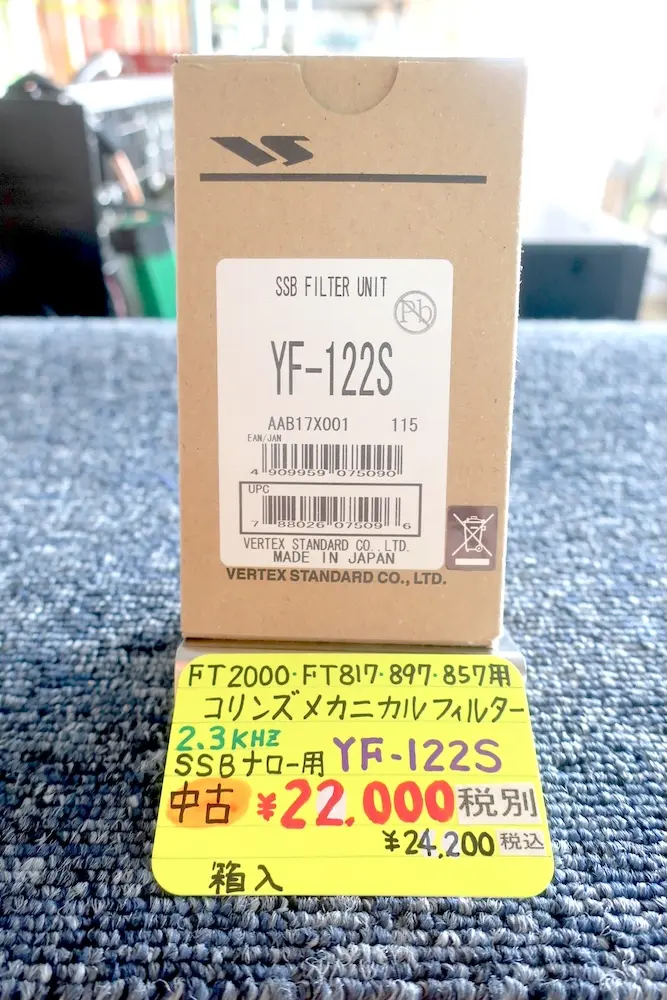 VS
SSB FILTER UNIT
Pb
YF-122S
AAB17X001 115
EAN/JAN
4 909959 075090
UPC
7 88026 07509 6
VERTEX STANDARD CO., LTD.
MADE IN JAPAN
VERTEX STANDARD CO., LTD.
FT2000・FT817・897・857用
コリンズメカニカルフィルター
2.3KHz
SSBナロー用 YF-122S
中古 ¥22,000 税別
¥24,200 税込
箱入